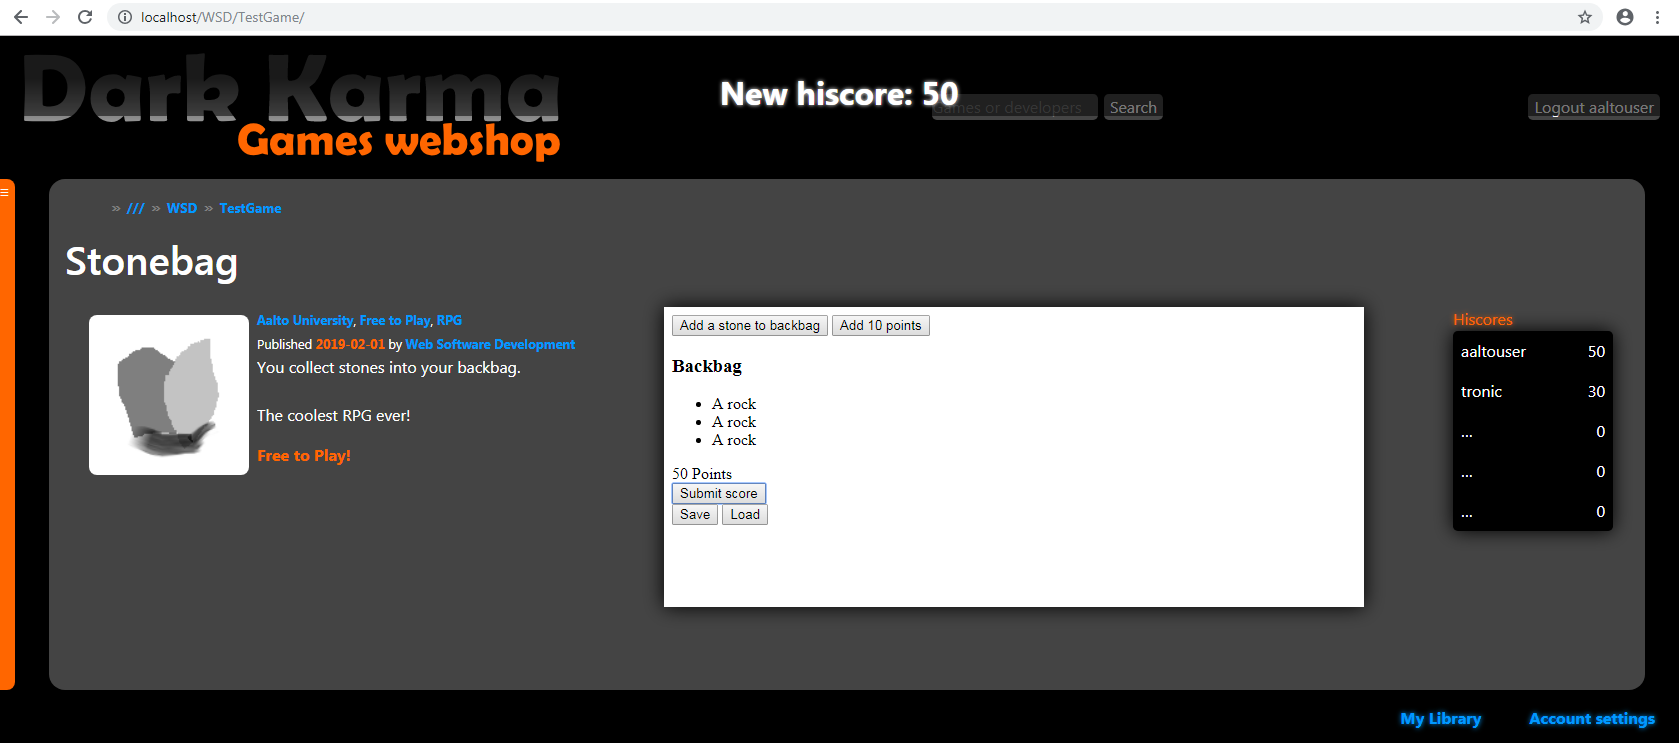 localhost/WSD/TestGame/
Dark Karma
Games webshop
New hiscore: 50
Games or developers
Search
Logout aaltouser
» /// » WSD » TestGame
Stonebag
Aalto University, Free to Play, RPG
Published 2019-02-01 by Web Software Development
You collect stones into your backbag.
The coolest RPG ever!
Free to Play!
Add a stone to backbag Add 10 points
Backbag
• A rock
• A rock
• A rock
50 Points
Submit score
Save Load
Hiscores
aaltouser 50
tronic 30
... 0
... 0
... 0
My Library Account settings